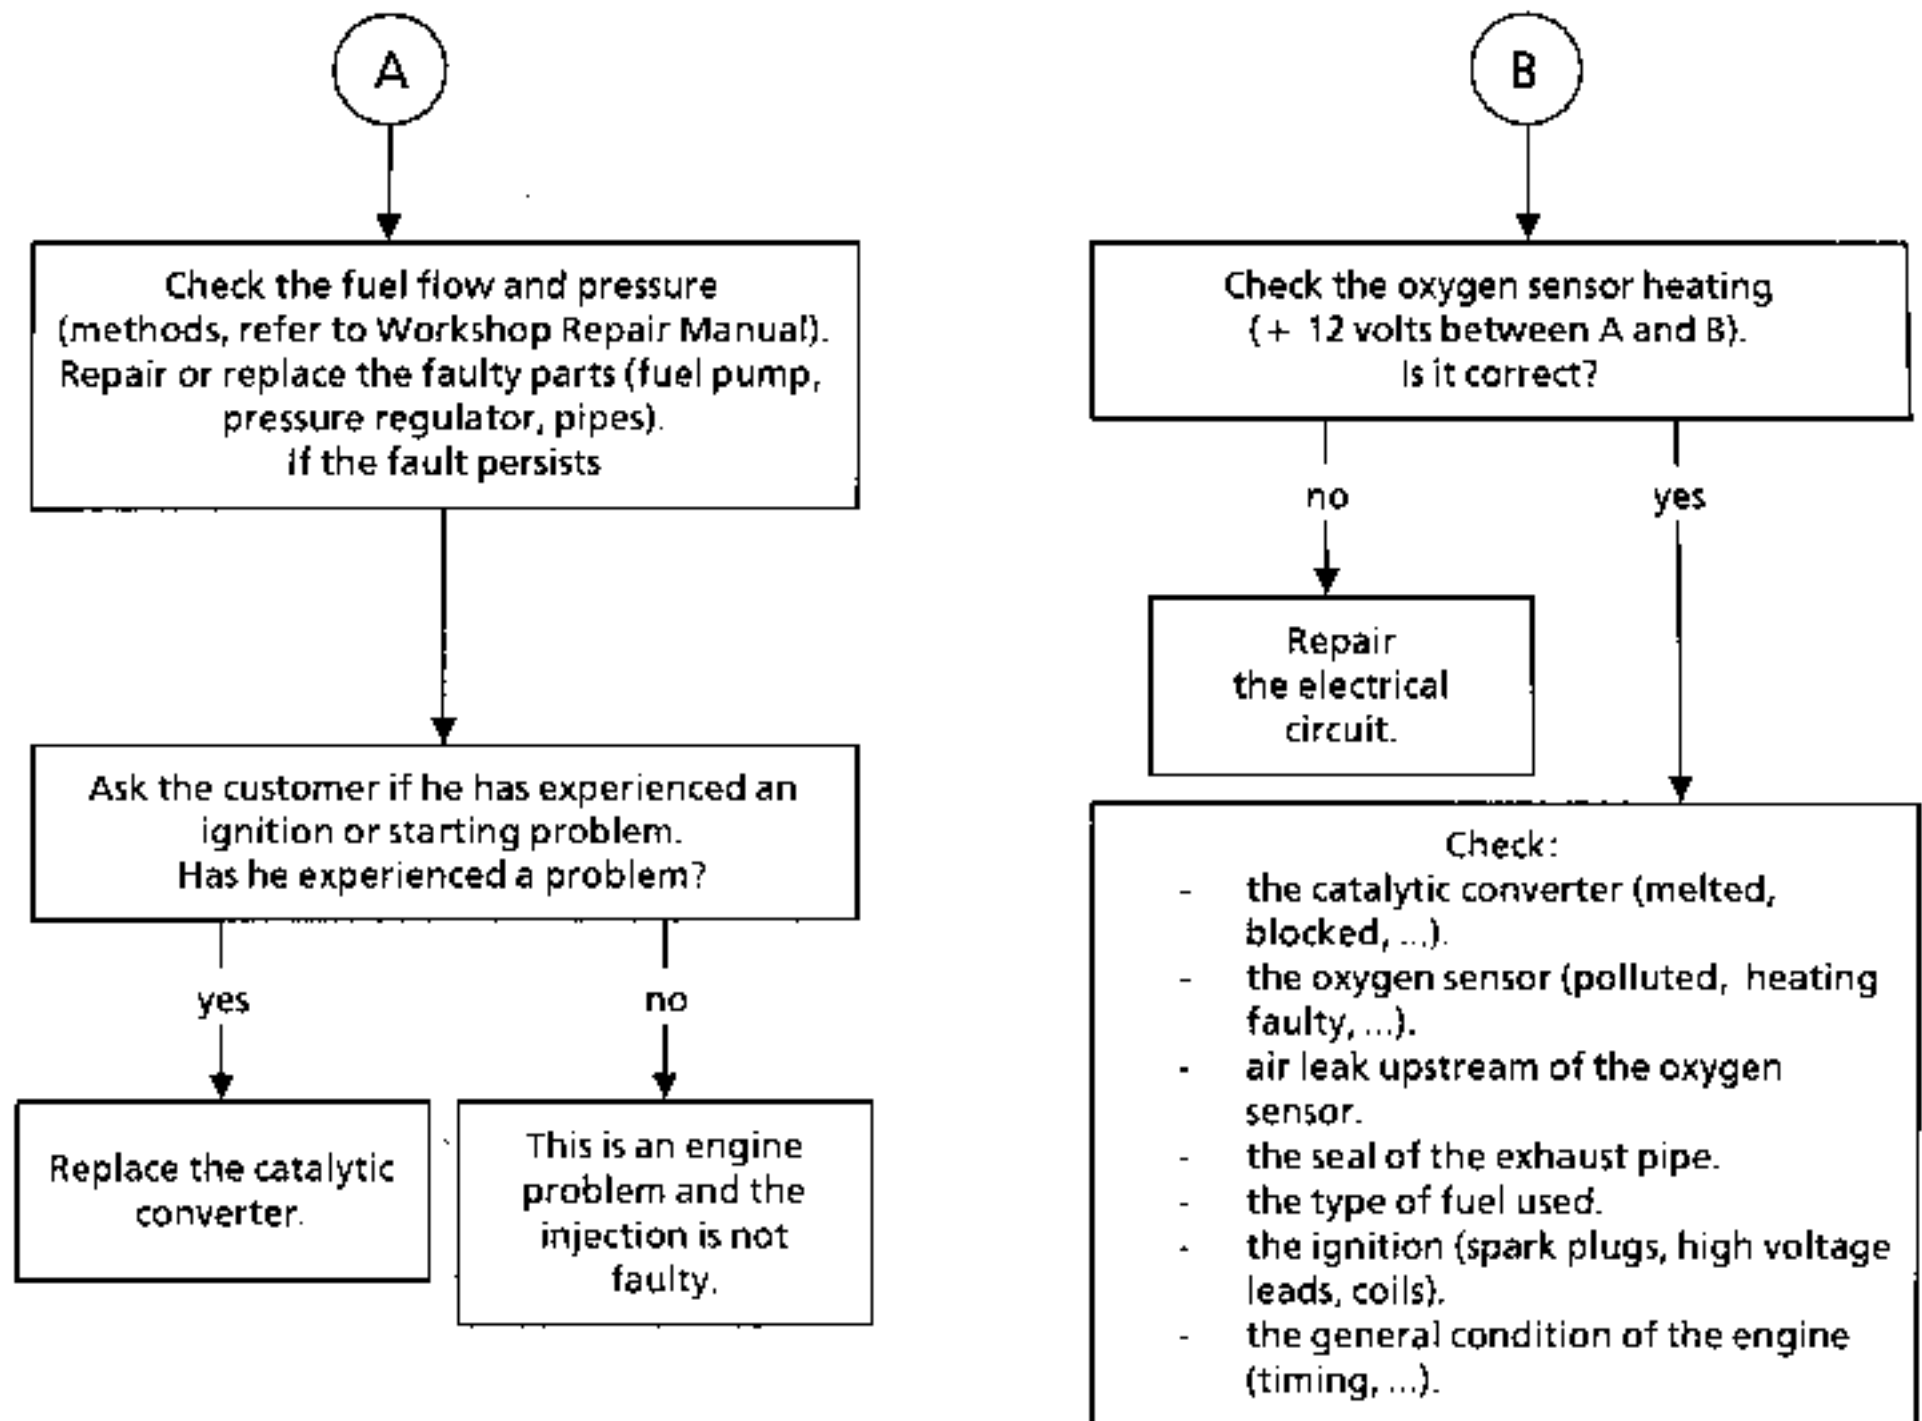 A
Check the fuel flow and pressure
(methods, refer to Workshop Repair Manual).
Repair or replace the faulty parts (fuel pump,
pressure regulator, pipes).
If the fault persists
Ask the customer if he has experienced an
ignition or starting problem.
Has he experienced a problem?
yes
no
Replace the catalytic
converter.
This is an engine
problem and the
injection is not
faulty.
B
Check the oxygen sensor heating
(+ 12 volts between A and B).
Is it correct?
no
yes
Repair
the electrical
circuit.
Check:
- the catalytic converter (melted,
blocked, ...).
- the oxygen sensor (polluted, heating
faulty, ...).
- air leak upstream of the oxygen
sensor.
- the seal of the exhaust pipe.
- the type of fuel used.
- the ignition (spark plugs, high voltage
leads, coils).
- the general condition of the engine
(timing, ...).